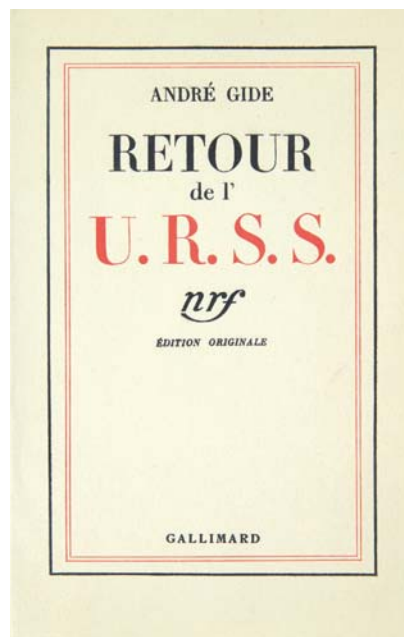 ANDRÉ GIDE
RETOUR
de l'
U. R. S. S.
nrf
ÉDITION ORIGINALE
GALLIMARD